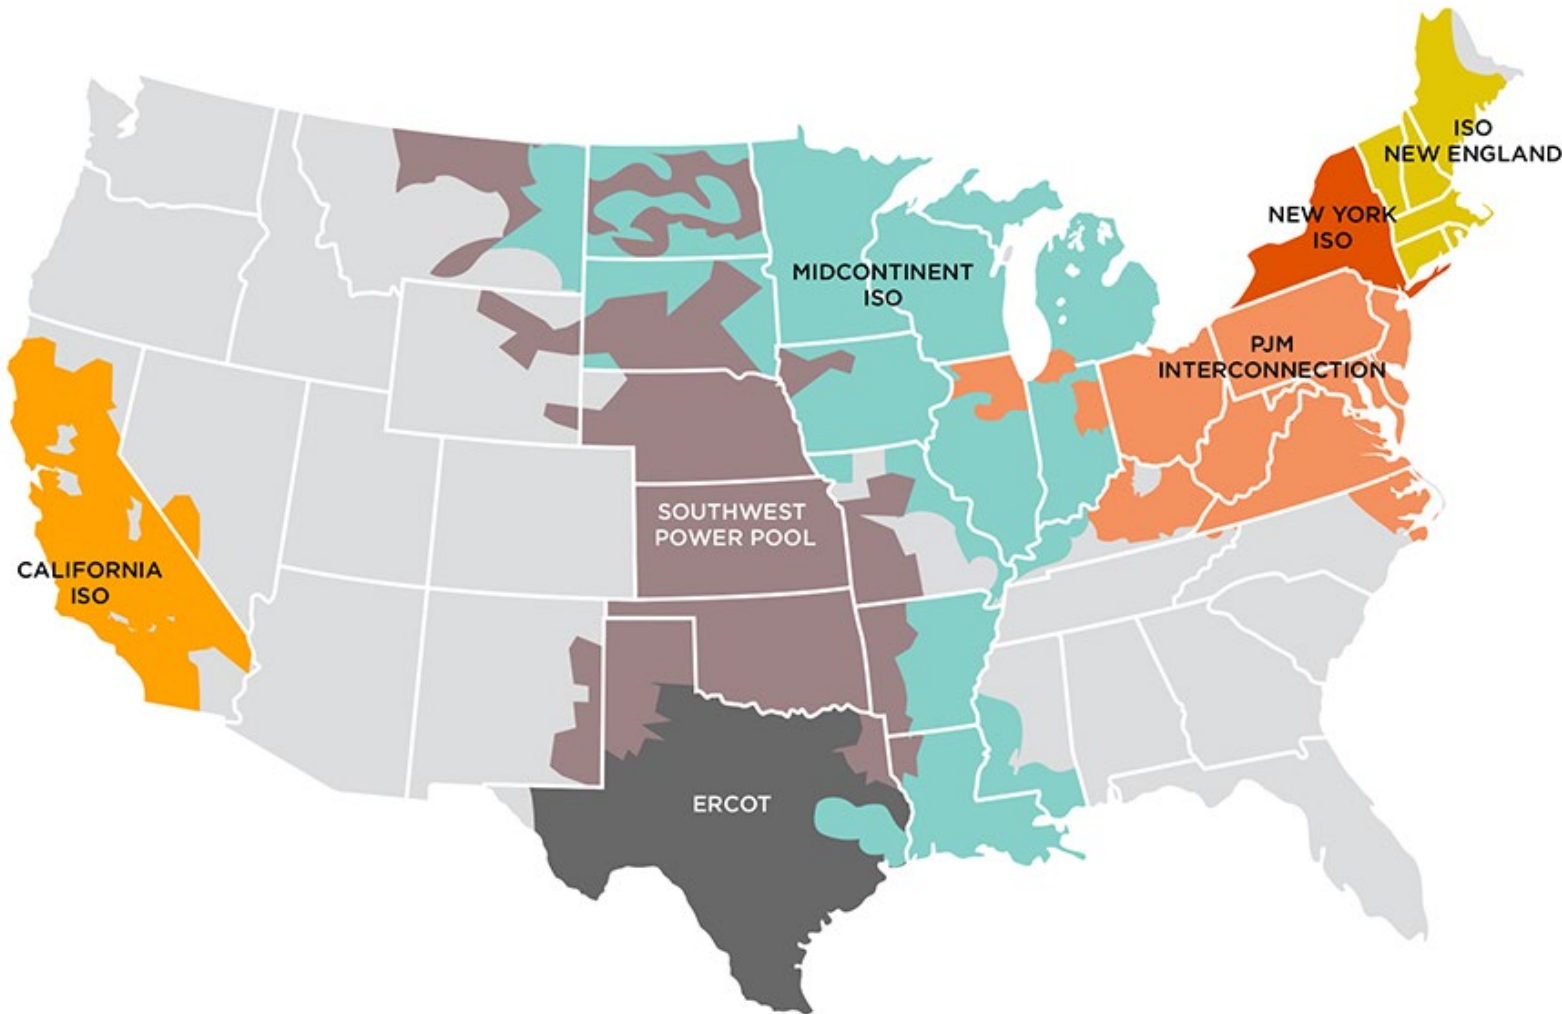 ISO
NEW ENGLAND
NEW YORK
ISO
MIDCONTINENT
ISO
PJM
INTERCONNECTION
SOUTHWEST
POWER POOL
CALIFORNIA
ISO
ERCOT